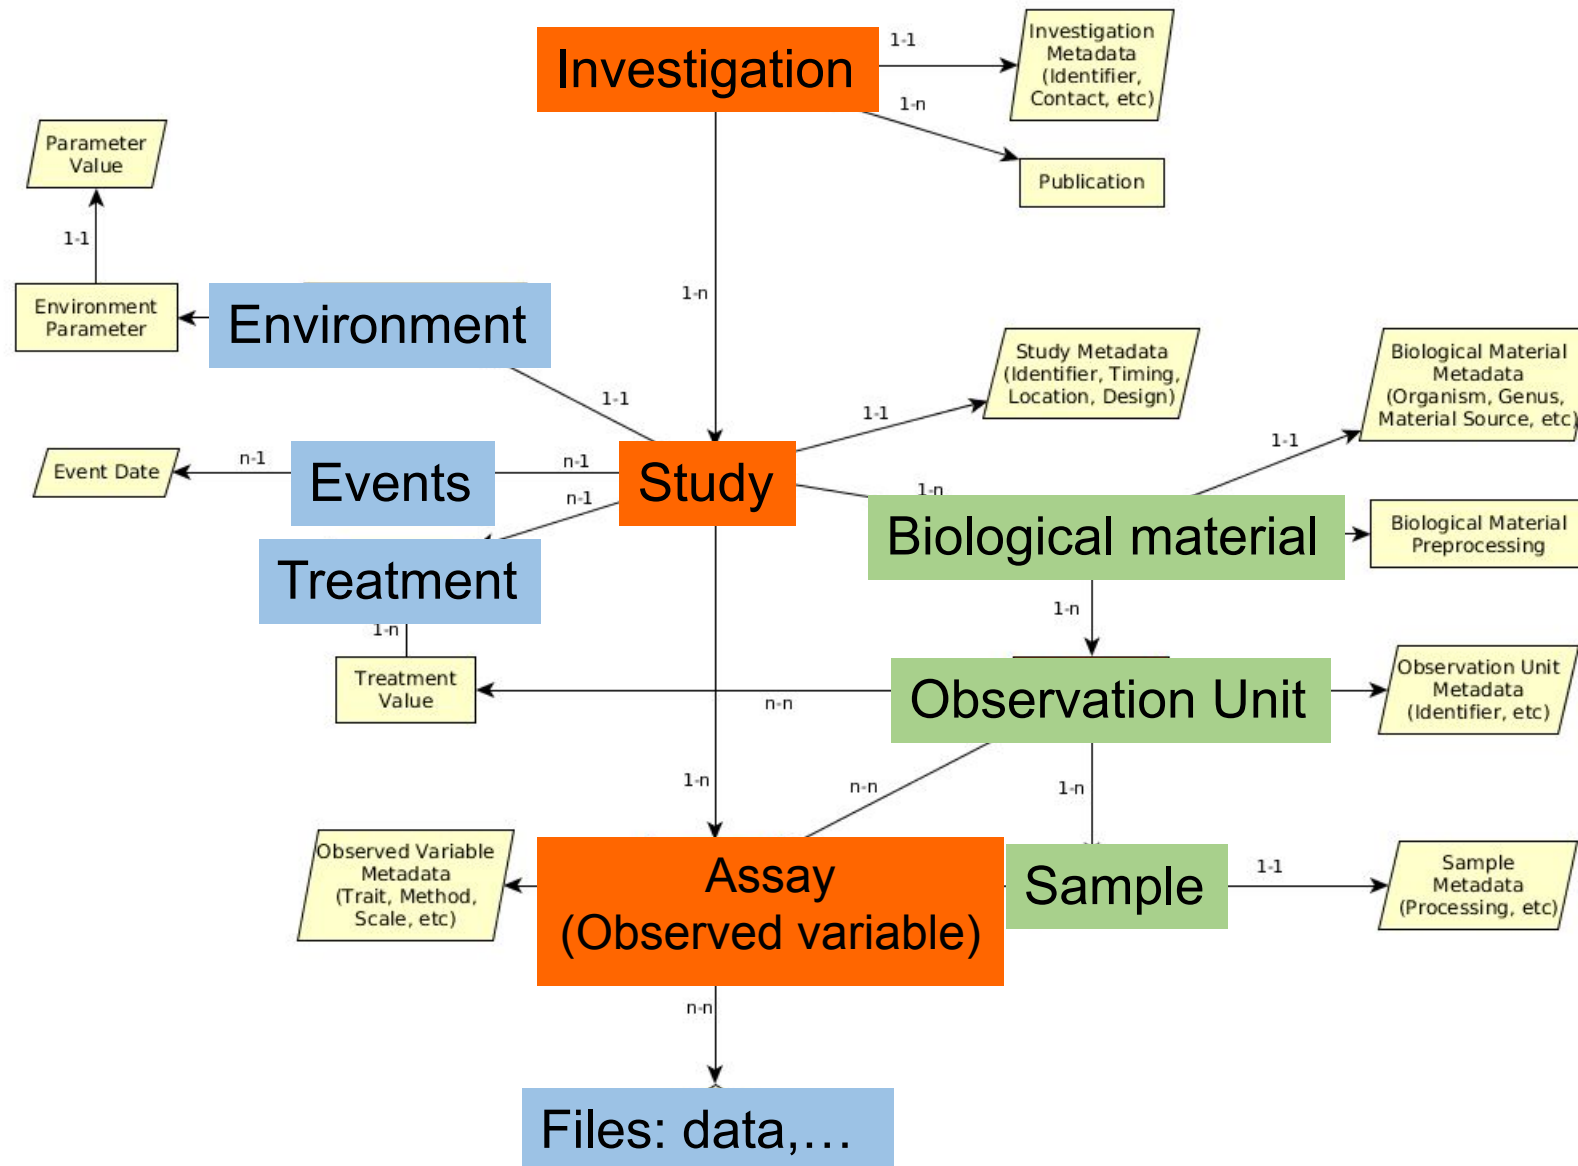 Investigation
1-1
Investigation
Metadata
(Identifier,
Contact, etc)
1-n
Publication
Parameter
Value
1-1
Environment
Parameter
Environment
1-n
1-1
Study Metadata
(Identifier, Timing,
Location, Design)
1-1
Biological Material
Metadata
(Organism, Genus,
Material Source, etc)
1-1
Event Date
n-1
Events
n-1
Study
n-1
1-n
Biological material
Biological Material
Preprocessing
Treatment
1-n
1-n
Treatment
Value
n-n
Observation Unit
Observation Unit
Metadata
(Identifier, etc)
1-n
n-n
1-n
Observed Variable
Metadata
(Trait, Method,
Scale, etc)
Assay
(Observed variable)
Sample
1-1
Sample
Metadata
(Processing, etc)
n-n
Files: data,...